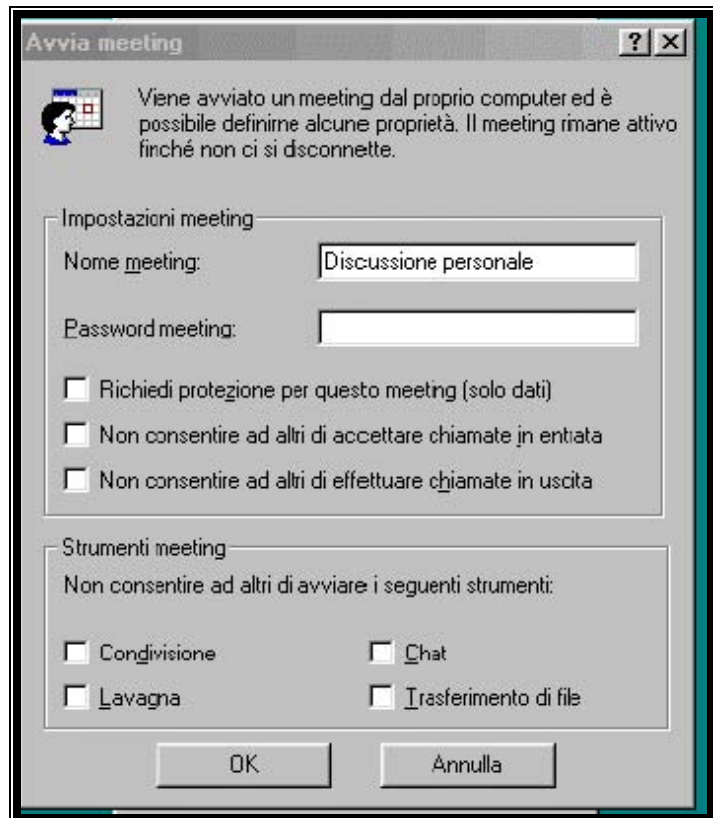 Avvia meeting
Viene avviato un meeting dal proprio computer ed è
possibile definirne alcune proprietà. Il meeting rimane attivo
finché non ci si disconnette.
Impostazioni meeting
Nome meeting: Discussione personale
Password meeting:
Richiedi protezione per questo meeting (solo dati)
Non consentire ad altri di accettare chiamate in entrata
Non consentire ad altri di effettuare chiamate in uscita
Strumenti meeting
Non consentire ad altri di avviare i seguenti strumenti:
Condivisione Chat
Lavagna Trasferimento di file
OK Annulla